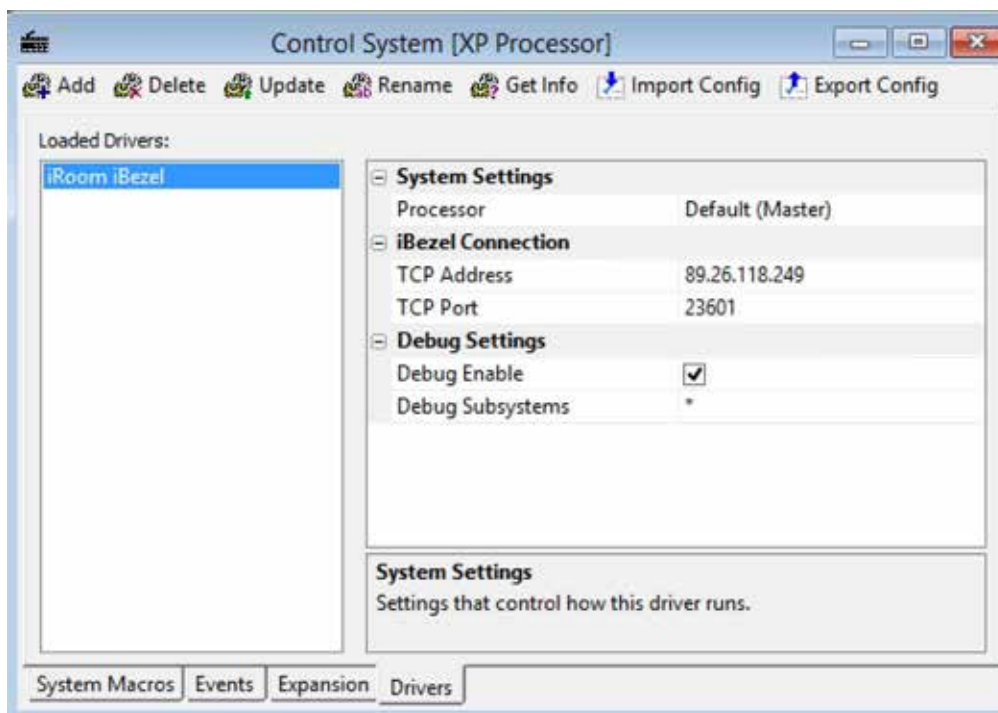 Control System [XP Processor]
Add Delete Update Rename Get Info Import Config Export Config
Loaded Drivers:
iRoom iBezel
System Settings
Processor Default (Master)
iBezel Connection
TCP Address 89.26.118.249
TCP Port 23601
Debug Settings
Debug Enable
Debug Subsystems *
System Settings
Settings that control how this driver runs.
System Macros Events Expansion Drivers